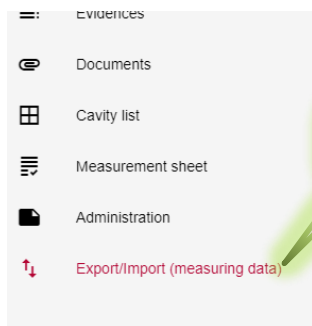 Evidences
Documents
Cavity list
Measurement sheet
Administration
Export/Import (measuring data)